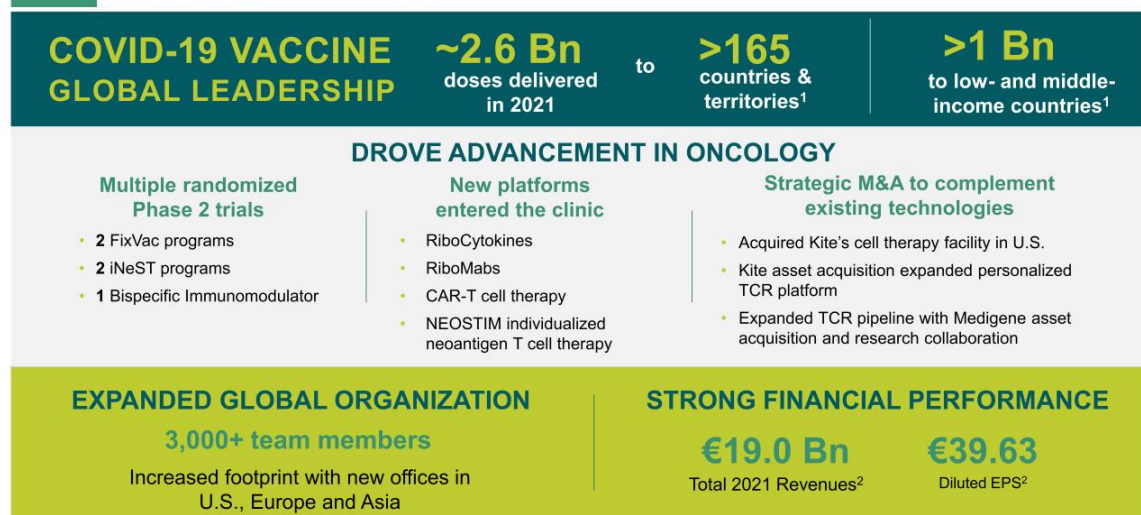 COVID-19 VACCINE
GLOBAL LEADERSHIP
~2.6 Bn
doses delivered
in 2021
to
>165
countries &
territories¹
>1 Bn
to low- and middle-
income countries¹
DROVE ADVANCEMENT IN ONCOLOGY
Multiple randomized
Phase 2 trials
• 2 FixVac programs
• 2 iNeST programs
• 1 Bispecific Immunomodulator
New platforms
entered the clinic
• RiboCytokines
• RiboMabs
• CAR-T cell therapy
• NEOSTIM individualized
neoantigen T cell therapy
Strategic M&A to complement
existing technologies
• Acquired Kite's cell therapy facility in U.S.
• Kite asset acquisition expanded personalized
TCR platform
• Expanded TCR pipeline with Medigene asset
acquisition and research collaboration
EXPANDED GLOBAL ORGANIZATION
3,000+ team members
Increased footprint with new offices in
U.S., Europe and Asia
STRONG FINANCIAL PERFORMANCE
€19.0 Bn
Total 2021 Revenues²
€39.63
Diluted EPS²